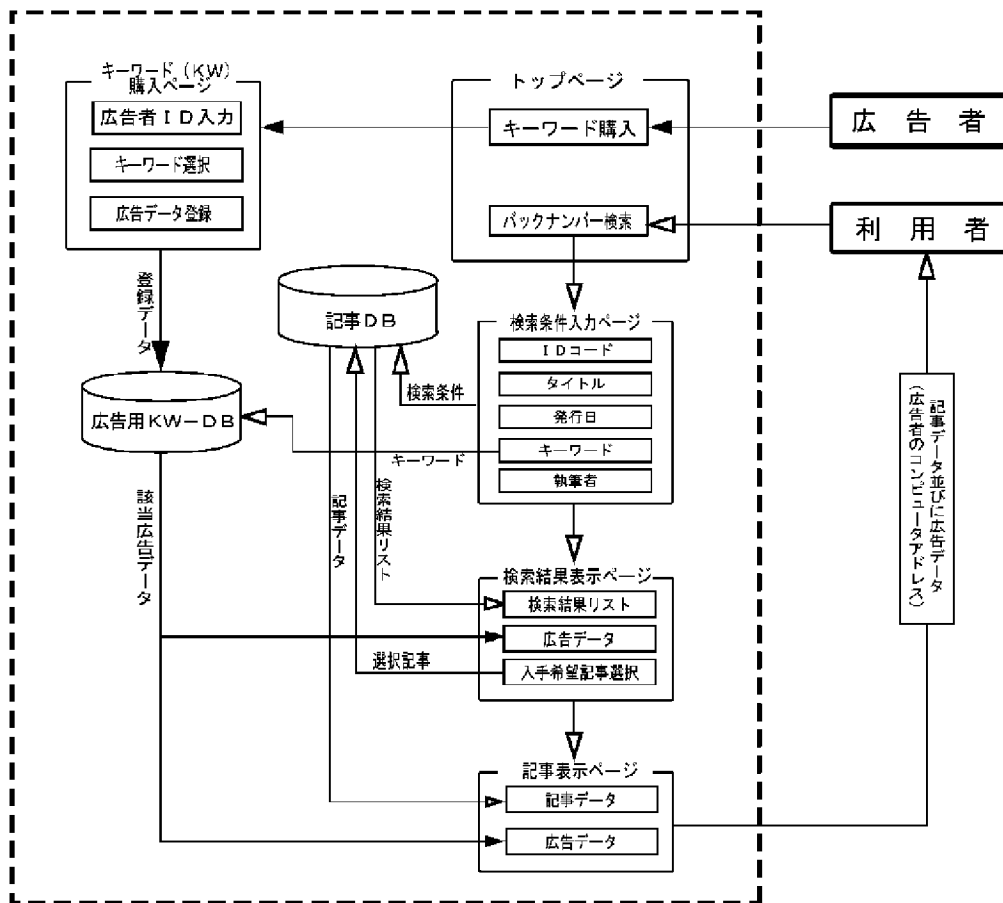 キーワード（KW）
購入ページ
広告者ＩＤ入力
キーワード選択
広告データ登録
トップページ
キーワード購入
バックナンバー検索
広告者
利用者
登録データ
記事ＤＢ
検索条件入力ページ
ＩＤコード
タイトル
発行日
キーワード
執筆者
検索条件
広告用KW－ＤＢ
キーワード
該当広告データ
記事データ
検索結果リスト
検索結果表示ページ
検索結果リスト
広告データ
入手希望記事選択
選択記事
記事表示ページ
記事データ
広告データ
記事データ並びに広告データ
（広告者のコンピュータアドレス）